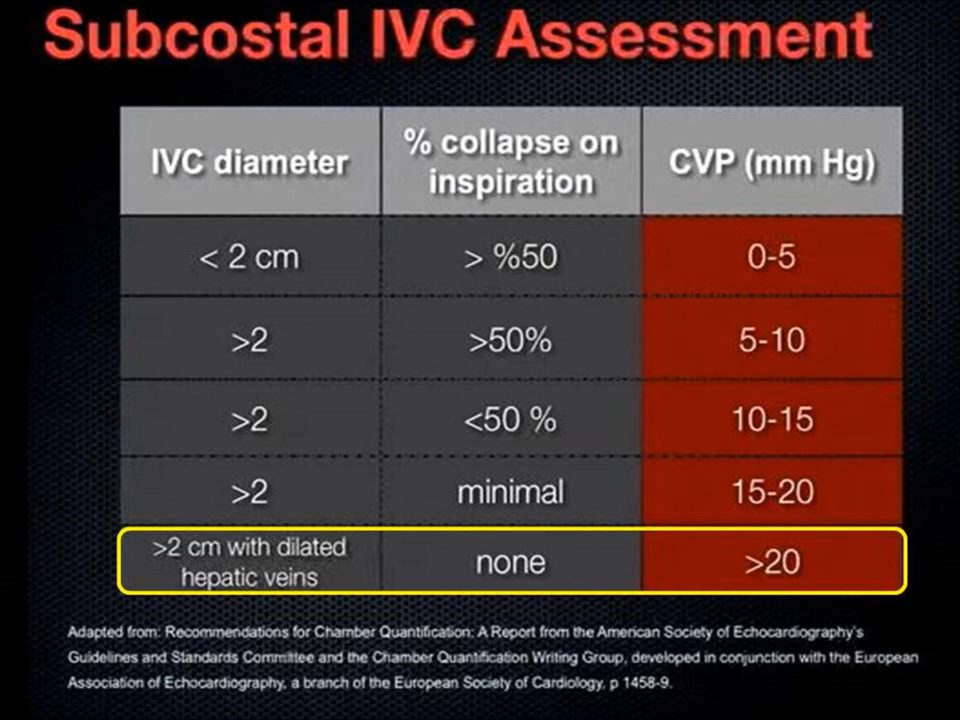 Subcostal IVC Assessment
IVC diameter
% collapse on
inspiration
CVP (mm Hg)
< 2 cm
> %50
0-5
>2
>50%
5-10
>2
<50 %
10-15
>2
minimal
15-20
>2 cm with dilated
hepatic veins
none
>20
Adapted from: Recommendations for Chamber Quantification: A Report from the American Society of Echocardiography's
Guidelines and Standards Committee and the Chamber Quantification Writing Group, developed in conjunction with the European
Association of Echocardiography, a branch of the European Society of Cardiology, p 1458-9.